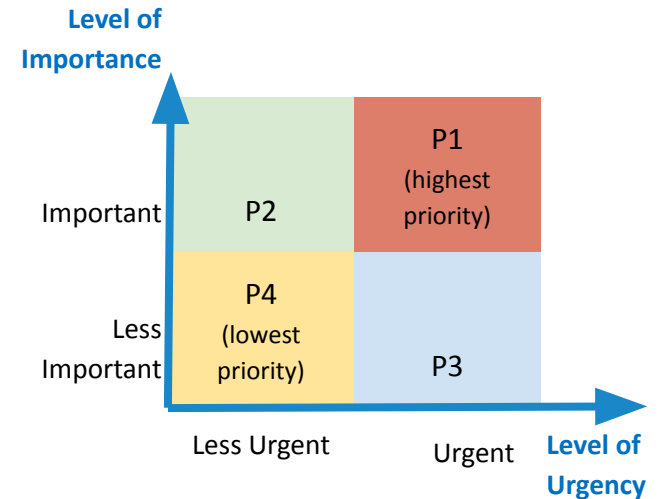 Level of
Importance
P1
(highest
priority)
Important
P2
P4
(lowest
priority)
Less
Important
P3
Less Urgent
Urgent
Level of
Urgency